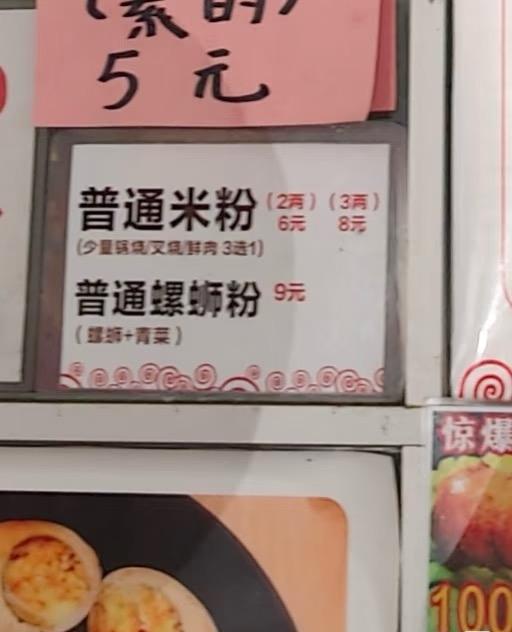 (素的)
5元
普通米粉 (2两) (3两)
6元 8元
(少量锅烧/叉烧/鲜肉 3选1)
普通螺蛳粉 9元
(螺蛳+青菜)
惊爆
100